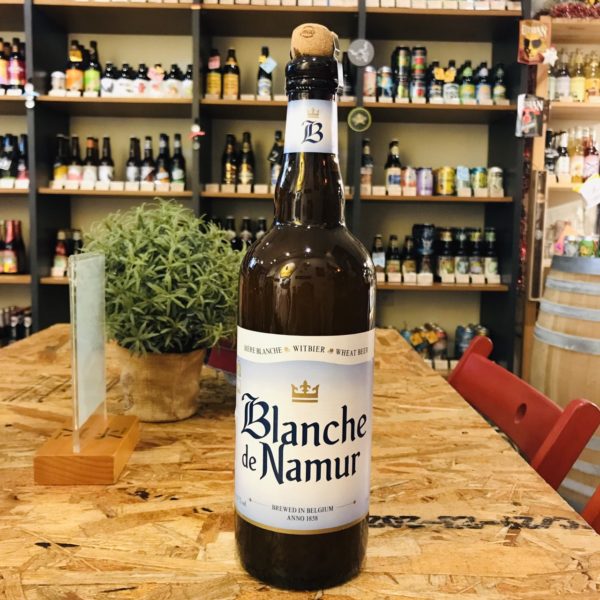 B
BIERE BLANCHE WITBIER WHEAT BEER
Blanche
de Namur
BREWED IN BELGIUM
ANNO 1858